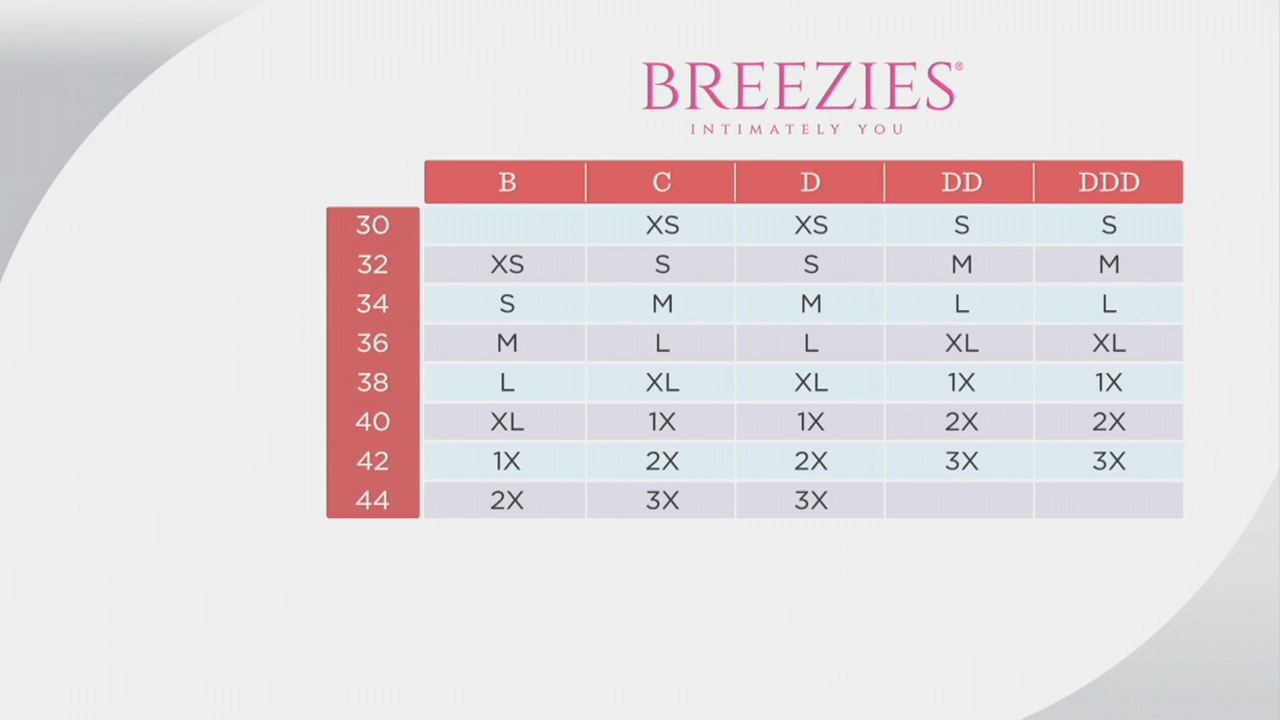 BREEZIES®
INTIMATELY YOU
B C D DD DDD
30 XS XS S S
32 XS S S M M
34 S M M L L
36 M L L XL XL
38 L XL XL 1X 1X
40 XL 1X 1X 2X 2X
42 1X 2X 2X 3X 3X
44 2X 3X 3X